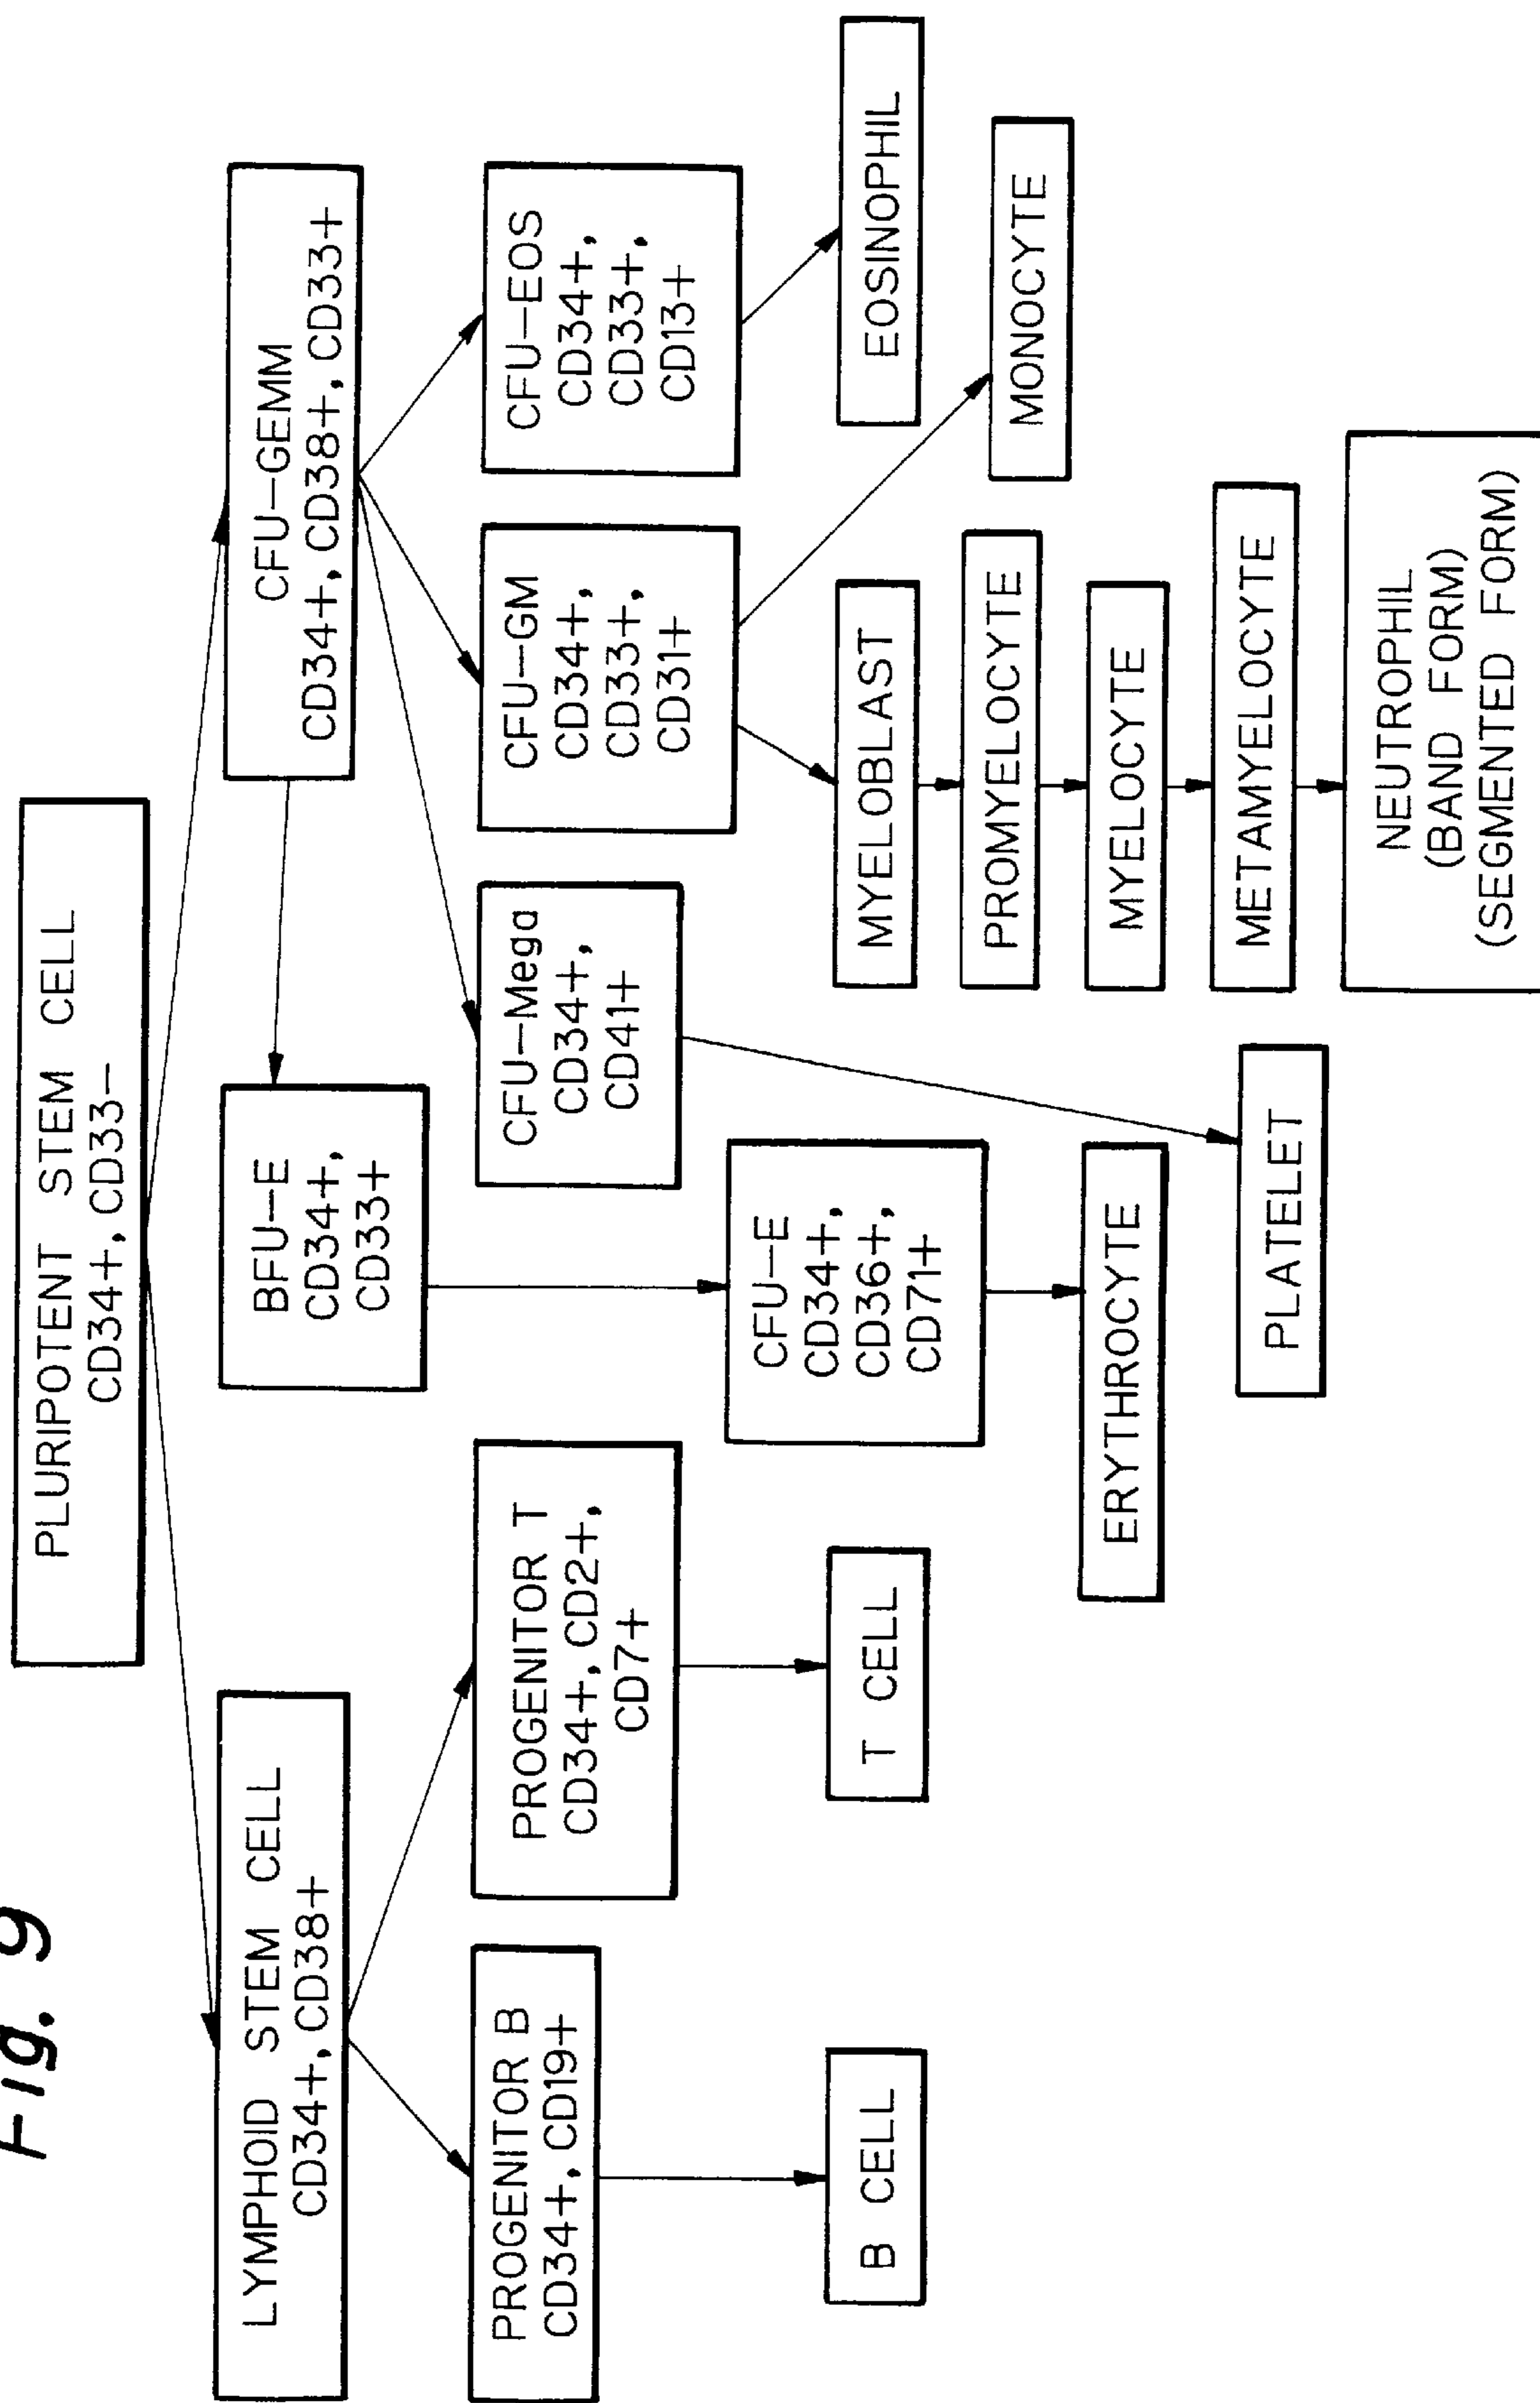 Fig. 9
PLURIPOTENT STEM CELL
CD34+, CD33-
LYMPHOID STEM CELL
CD34+, CD38+
BFU-E
CD34+,
CD33+
CFU-GEMM
CD34+, CD38+, CD33+
PROGENITOR B
CD34+, CD19+
PROGENITOR T
CD34+, CD2+,
CD7+
CFU-Mega
CD34+,
CD41+
CFU-GM
CD34+,
CD33+,
CD31+
CFU-EOS
CD34+,
CD33+,
CD13+
CFU-E
CD34+,
CD36+,
CD71+
B CELL
T CELL
MYELOBLAST
EOSINOPHIL
PROMYELOCYTE
MONOCYTE
ERYTHROCYTE
MYELOCYTE
PLATELET
METAMYELOCYTE
NEUTROPHIL
(BAND FORM)
(SEGMENTED FORM)